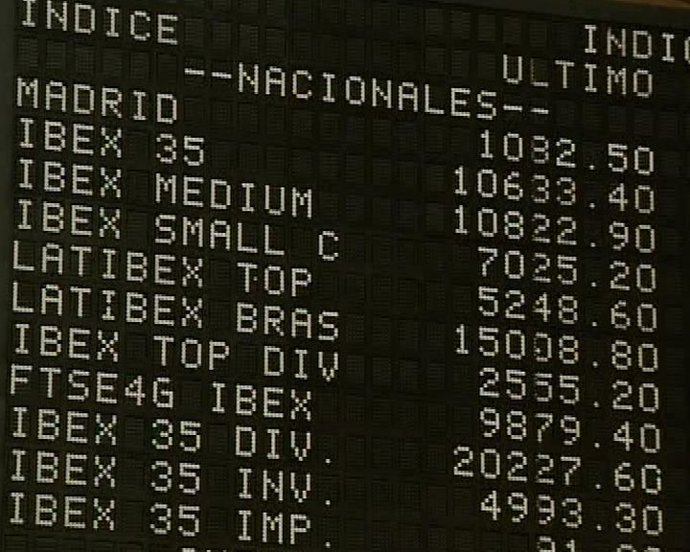 INDI
INDICE ULTIMO
--NACIONALES--
MADRID 1082.50
IBEX 35 10633.40
IBEX MEDIUM 10822.90
IBEX SMALL C 7025.20
LATIBEX TOP 5248.60
LATIBEX BRAS 15008.80
IBEX TOP DIV 2555.20
FTSE4G IBEX 9879.40
IBEX 35 DIV. 20227.60
IBEX 35 INV. 4993.30
IBEX 35 IMP.